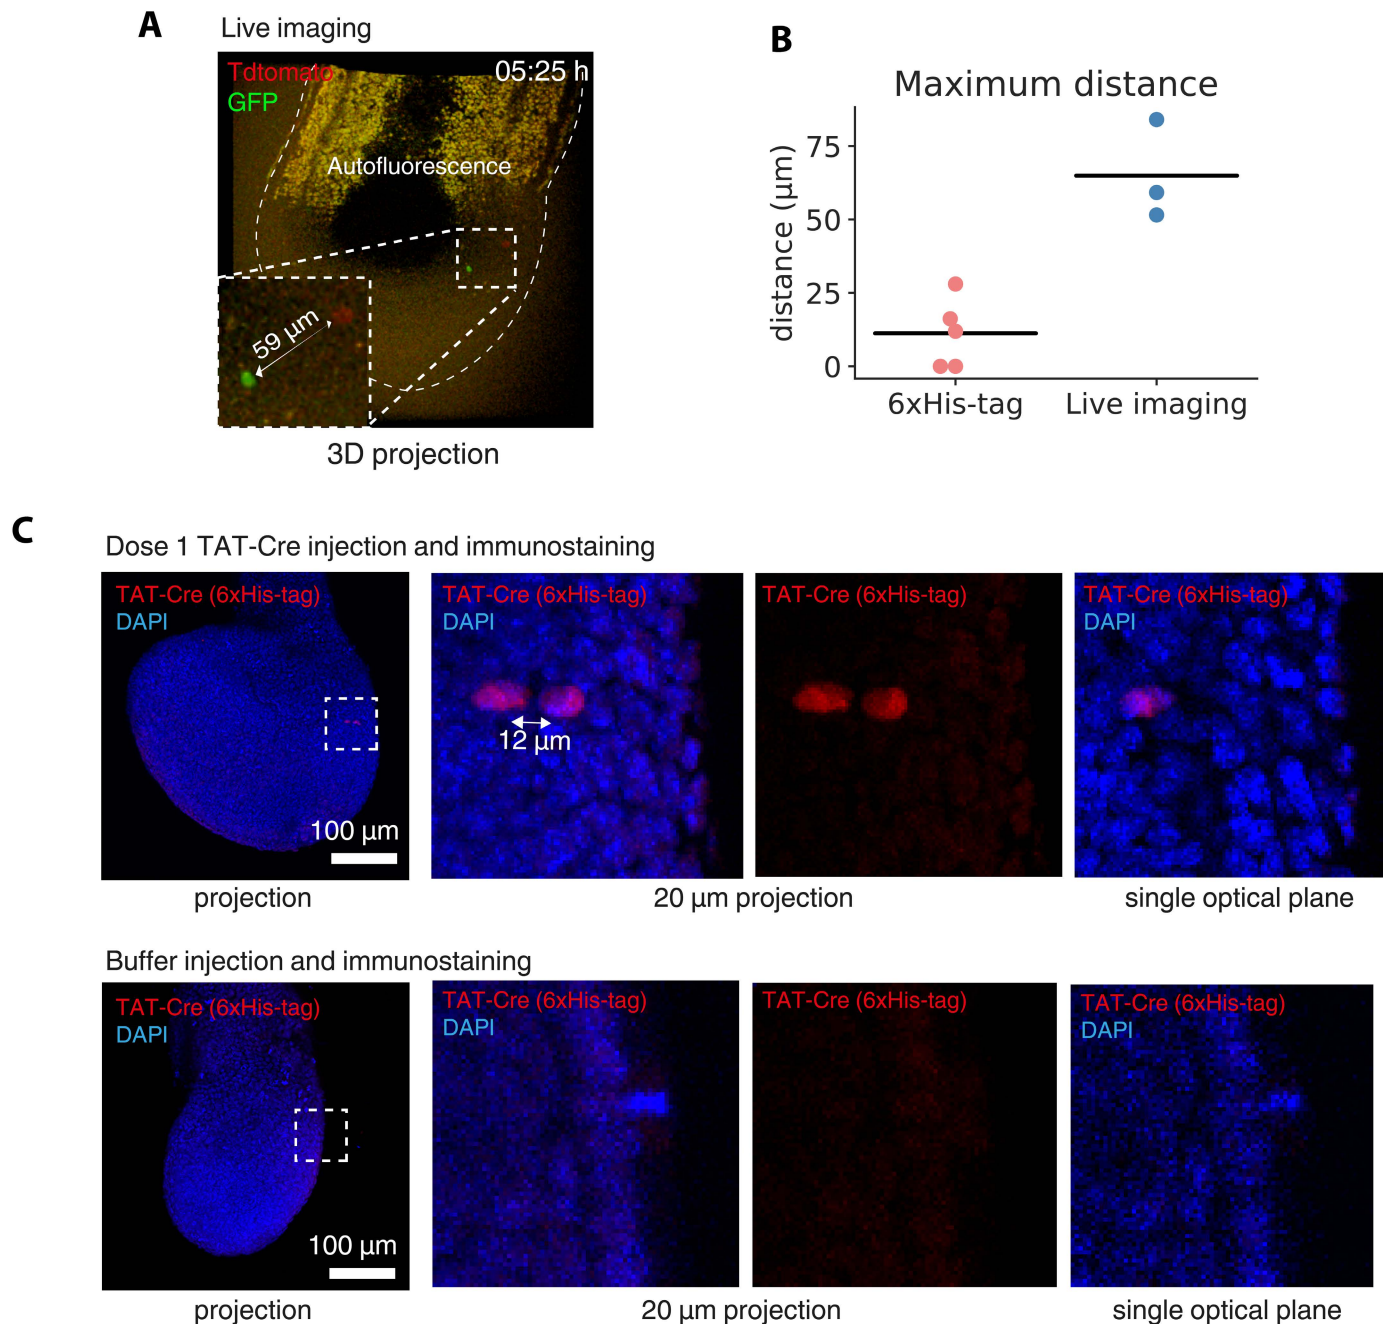 A
Live imaging
Tdtomato
GFP
05:25 h
Autofluorescence
59 µm
3D projection
B
Maximum distance
distance (µm)
75
50
25
0
6xHis-tag
Live imaging
C
Dose 1 TAT-Cre injection and immunostaining
TAT-Cre (6xHis-tag)
DAPI
100 µm
projection
TAT-Cre (6xHis-tag)
DAPI
12 µm
TAT-Cre (6xHis-tag)
20 µm projection
TAT-Cre (6xHis-tag)
DAPI
single optical plane
Buffer injection and immunostaining
TAT-Cre (6xHis-tag)
DAPI
100 µm
projection
TAT-Cre (6xHis-tag)
DAPI
TAT-Cre (6xHis-tag)
20 µm projection
TAT-Cre (6xHis-tag)
DAPI
single optical plane